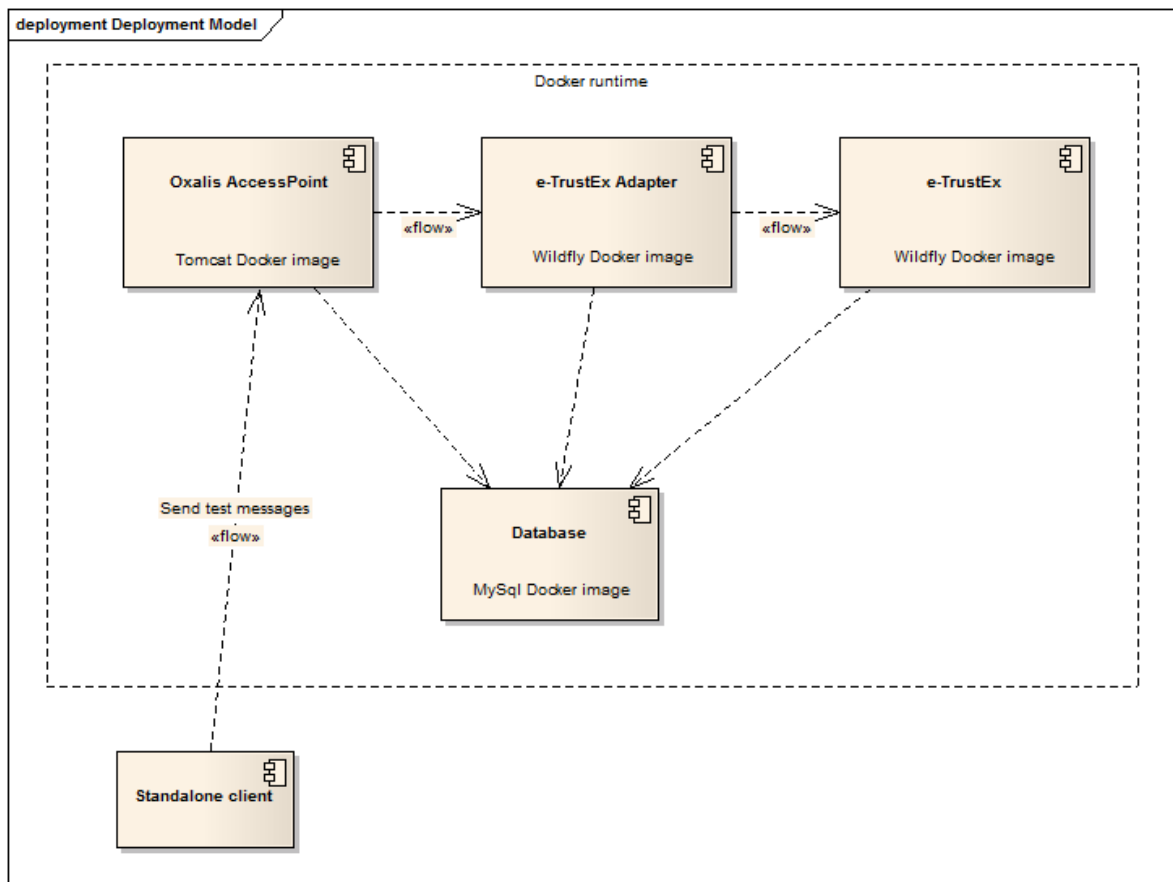 deployment Deployment Model
Docker runtime
Oxalis AccessPoint
Tomcat Docker image
«flow»
e-TrustEx Adapter
Wildfly Docker image
«flow»
e-TrustEx
Wildfly Docker image
Send test messages
«flow»
Database
MySql Docker image
Standalone client